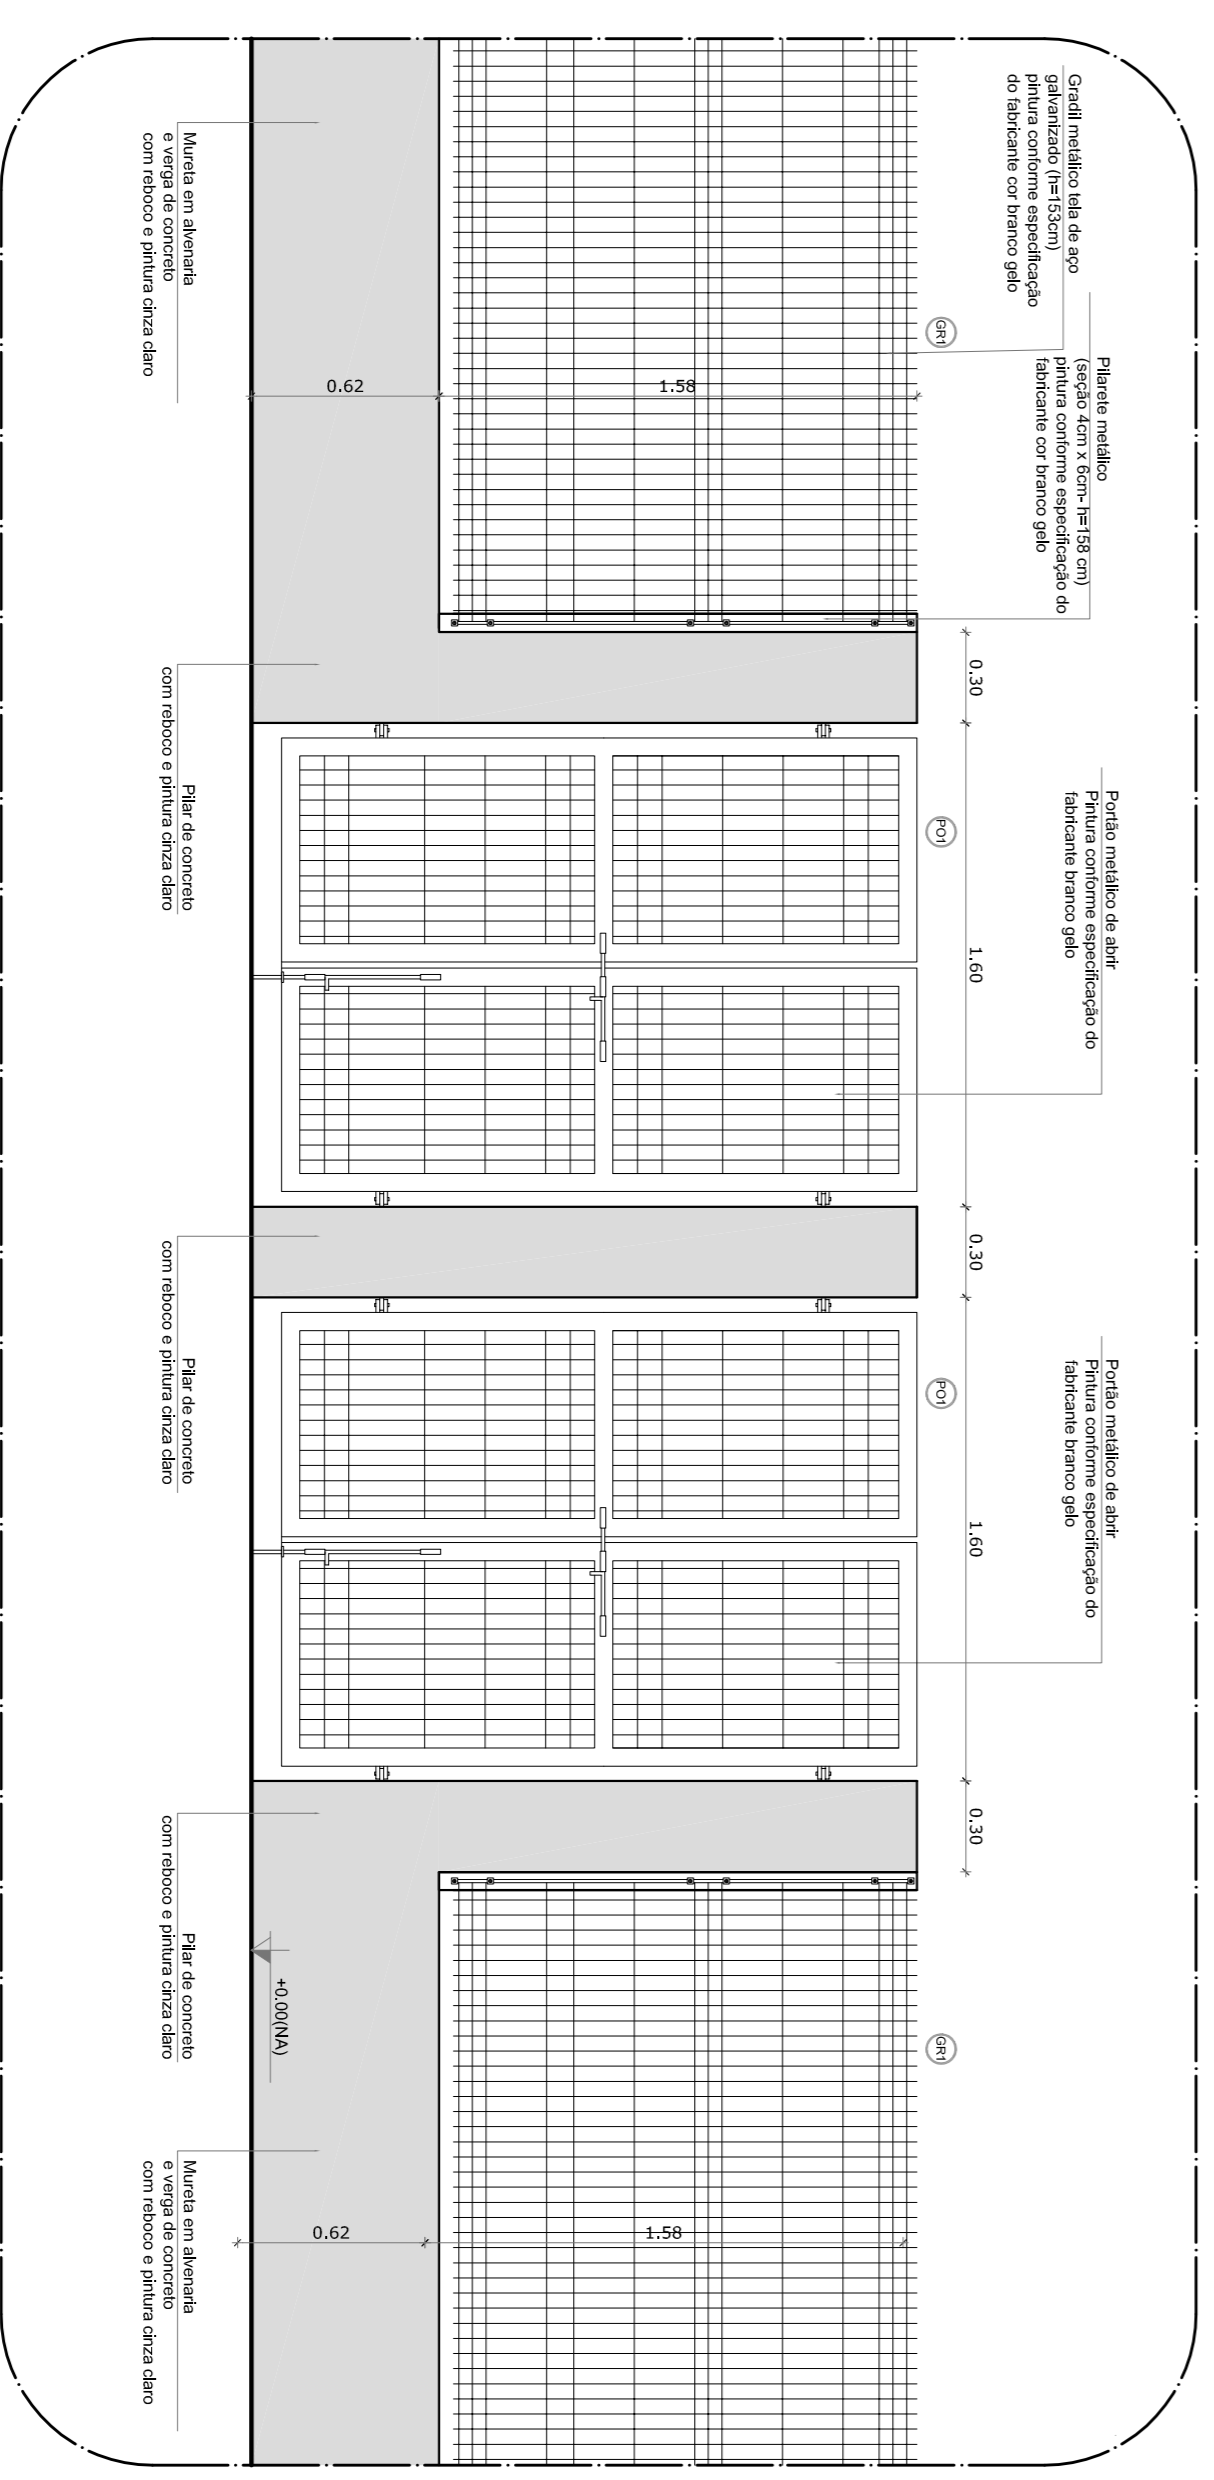 Gradil metálico tela de aço
galvanizado (h=153cm)
pintura conforme especificação
do fabricante cor branco gelo
Pilarete metálico
(seção 4cm x 6cm- h=158 cm)
pintura conforme especificação do
fabricante cor branco gelo
Portão metálico de abrir
Pintura conforme especificação do
fabricante branco gelo
Portão metálico de abrir
Pintura conforme especificação do
fabricante branco gelo
0.30
1.60
0.30
1.60
0.30
GR1
PO1
PO1
GR1
1.58
0.62
1.58
0.62
+0.00(NA)
Mureta em alvenaria
e verga de concreto
com reboco e pintura cinza claro
Pilar de concreto
com reboco e pintura cinza claro
Pilar de concreto
com reboco e pintura cinza claro
Pilar de concreto
com reboco e pintura cinza claro
Mureta em alvenaria
e verga de concreto
com reboco e pintura cinza claro